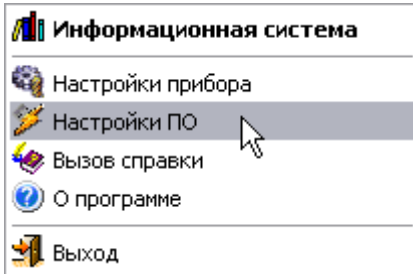 Информационная система
Настройки прибора
Настройки ПО
Вызов справки
О программе
Выход